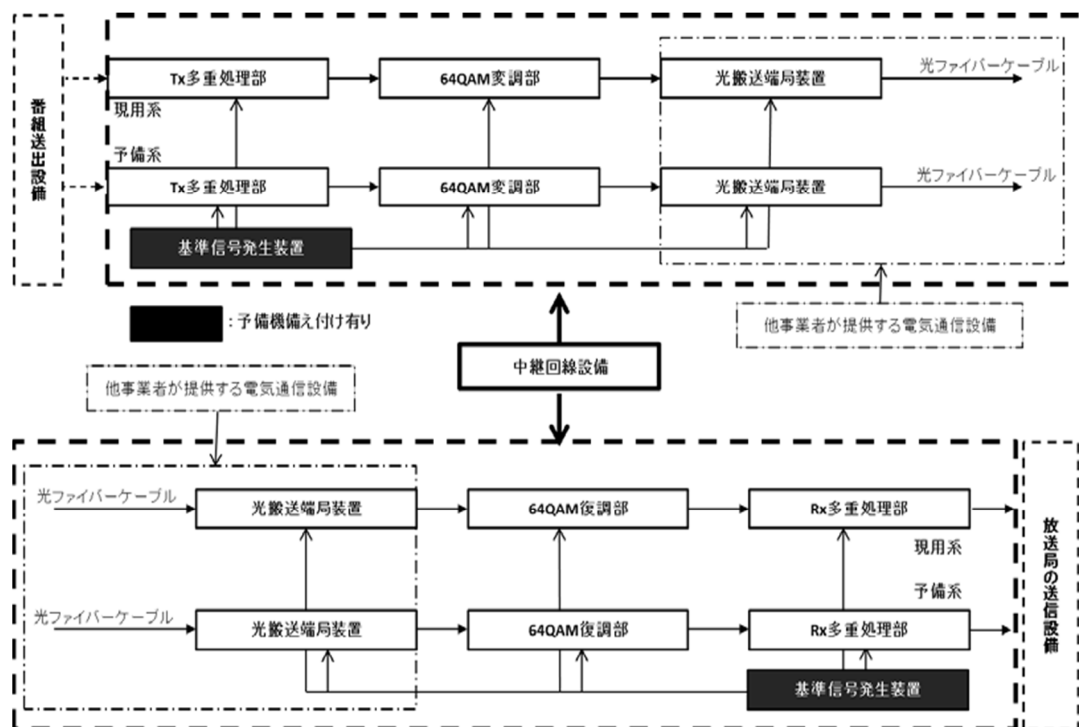 番組送出設備
Tx多重処理部
64QAM変調部
光搬送端局装置
光ファイバーケーブル
現用系
予備系
Tx多重処理部
64QAM変調部
光搬送端局装置
光ファイバーケーブル
基準信号発生装置
：予備機備え付け有り
他事業者が提供する電気通信設備
中継回線設備
他事業者が提供する電気通信設備
光ファイバーケーブル
光搬送端局装置
64QAM復調部
Rx多重処理部
現用系
予備系
光ファイバーケーブル
光搬送端局装置
64QAM復調部
Rx多重処理部
基準信号発生装置
放送局の送信設備